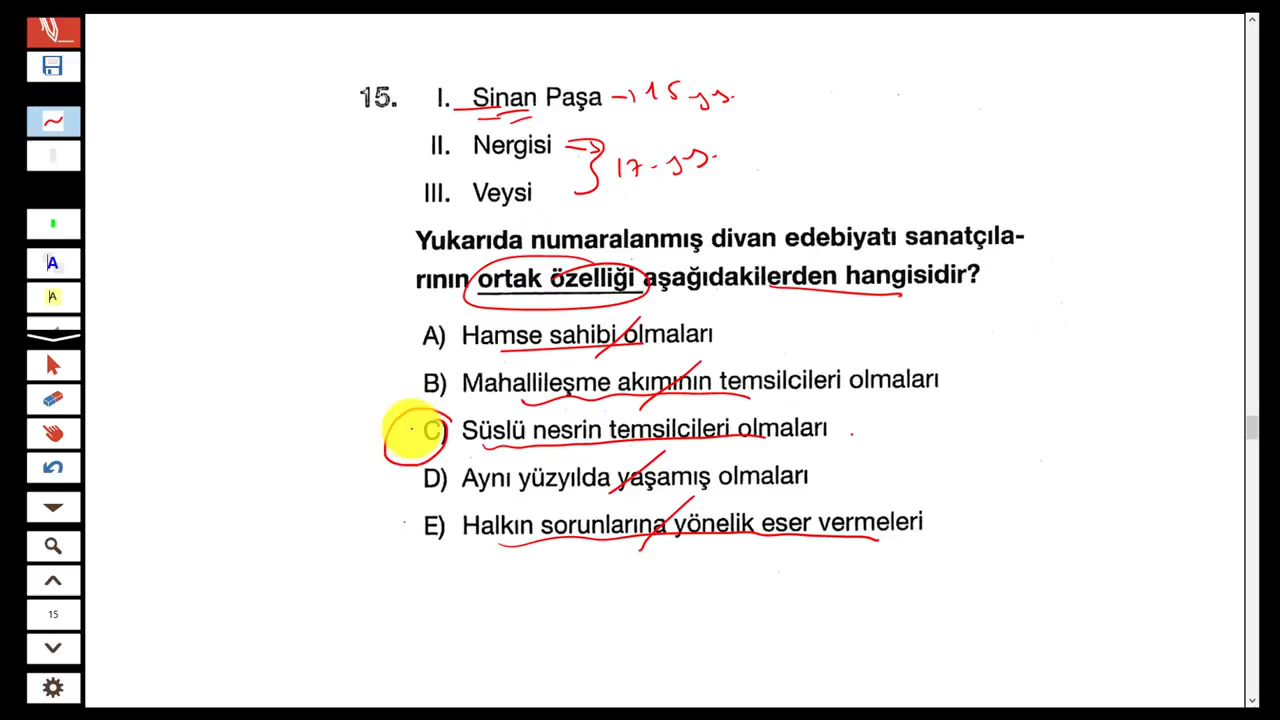 15. I. Sinan Paşa → 15 yy.
II. Nergisi
17. yy.
III. Veysi
Yukarıda numaralanmış divan edebiyatı sanatçıla-
rının ortak özelliği aşağıdakilerden hangisidir?
A) Hamse sahibi olmaları
B) Mahallileşme akımının temsilcileri olmaları
C) Süslü nesrin temsilcileri olmaları
D) Aynı yüzyılda yaşamış olmaları
E) Halkın sorunlarına yönelik eser vermeleri
A
A
15